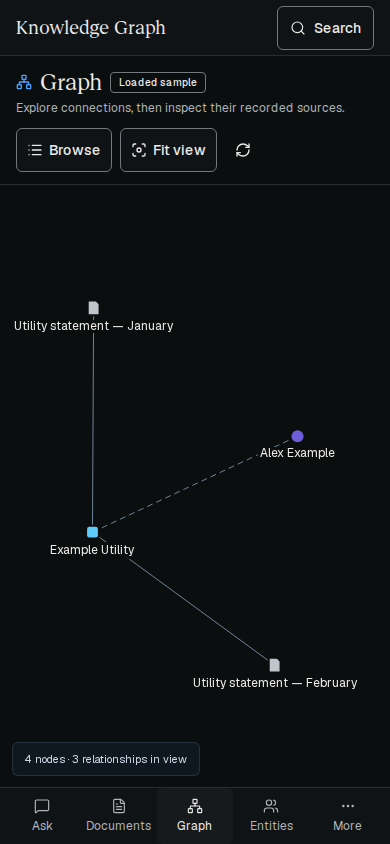 Knowledge Graph
Search
Graph
Loaded sample
Explore connections, then inspect their recorded sources.
Browse
Fit view
Utility statement — January
Alex Example
Example Utility
Utility statement — February
4 nodes · 3 relationships in view
Ask
Documents
Graph
Entities
More